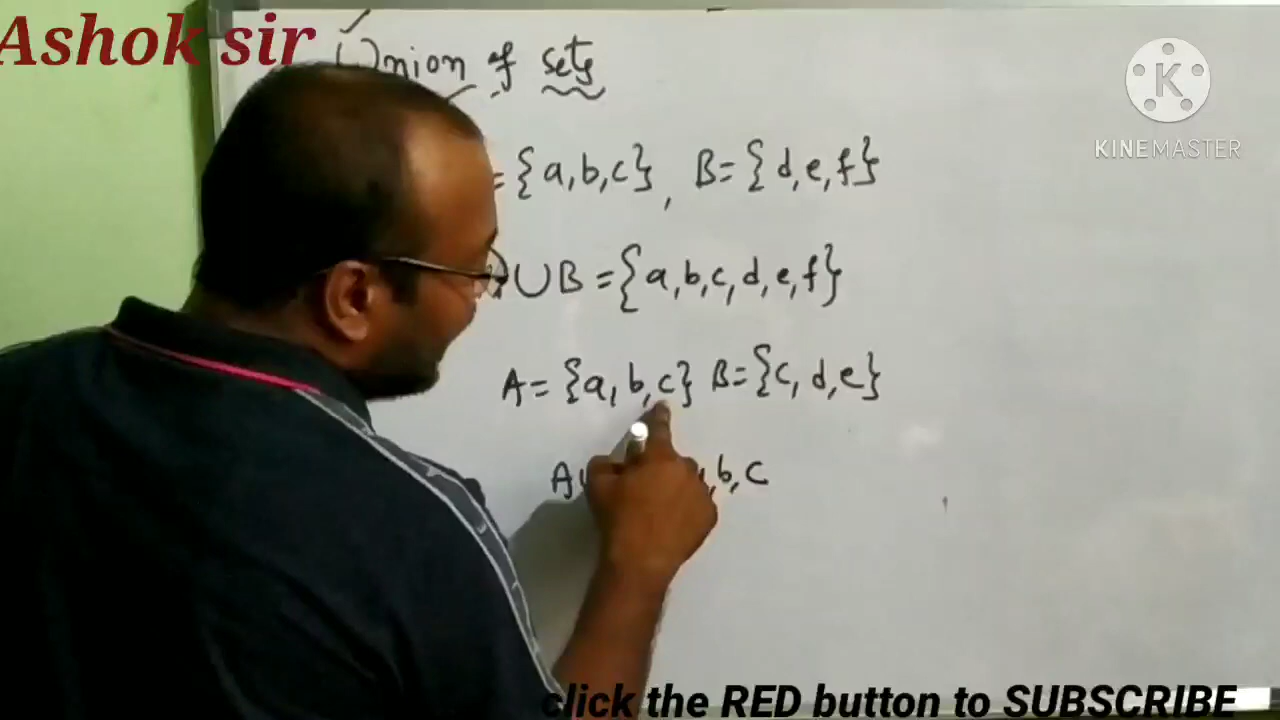 Ashok sir
Union of sets
K
KINEMASTER
= {a,b,c}, B={d,e,f}
∪B={a,b,c,d,e,f}
A={a,b,c} B={c,d,e}
A ,b,c
click the RED button to SUBSCRIBE